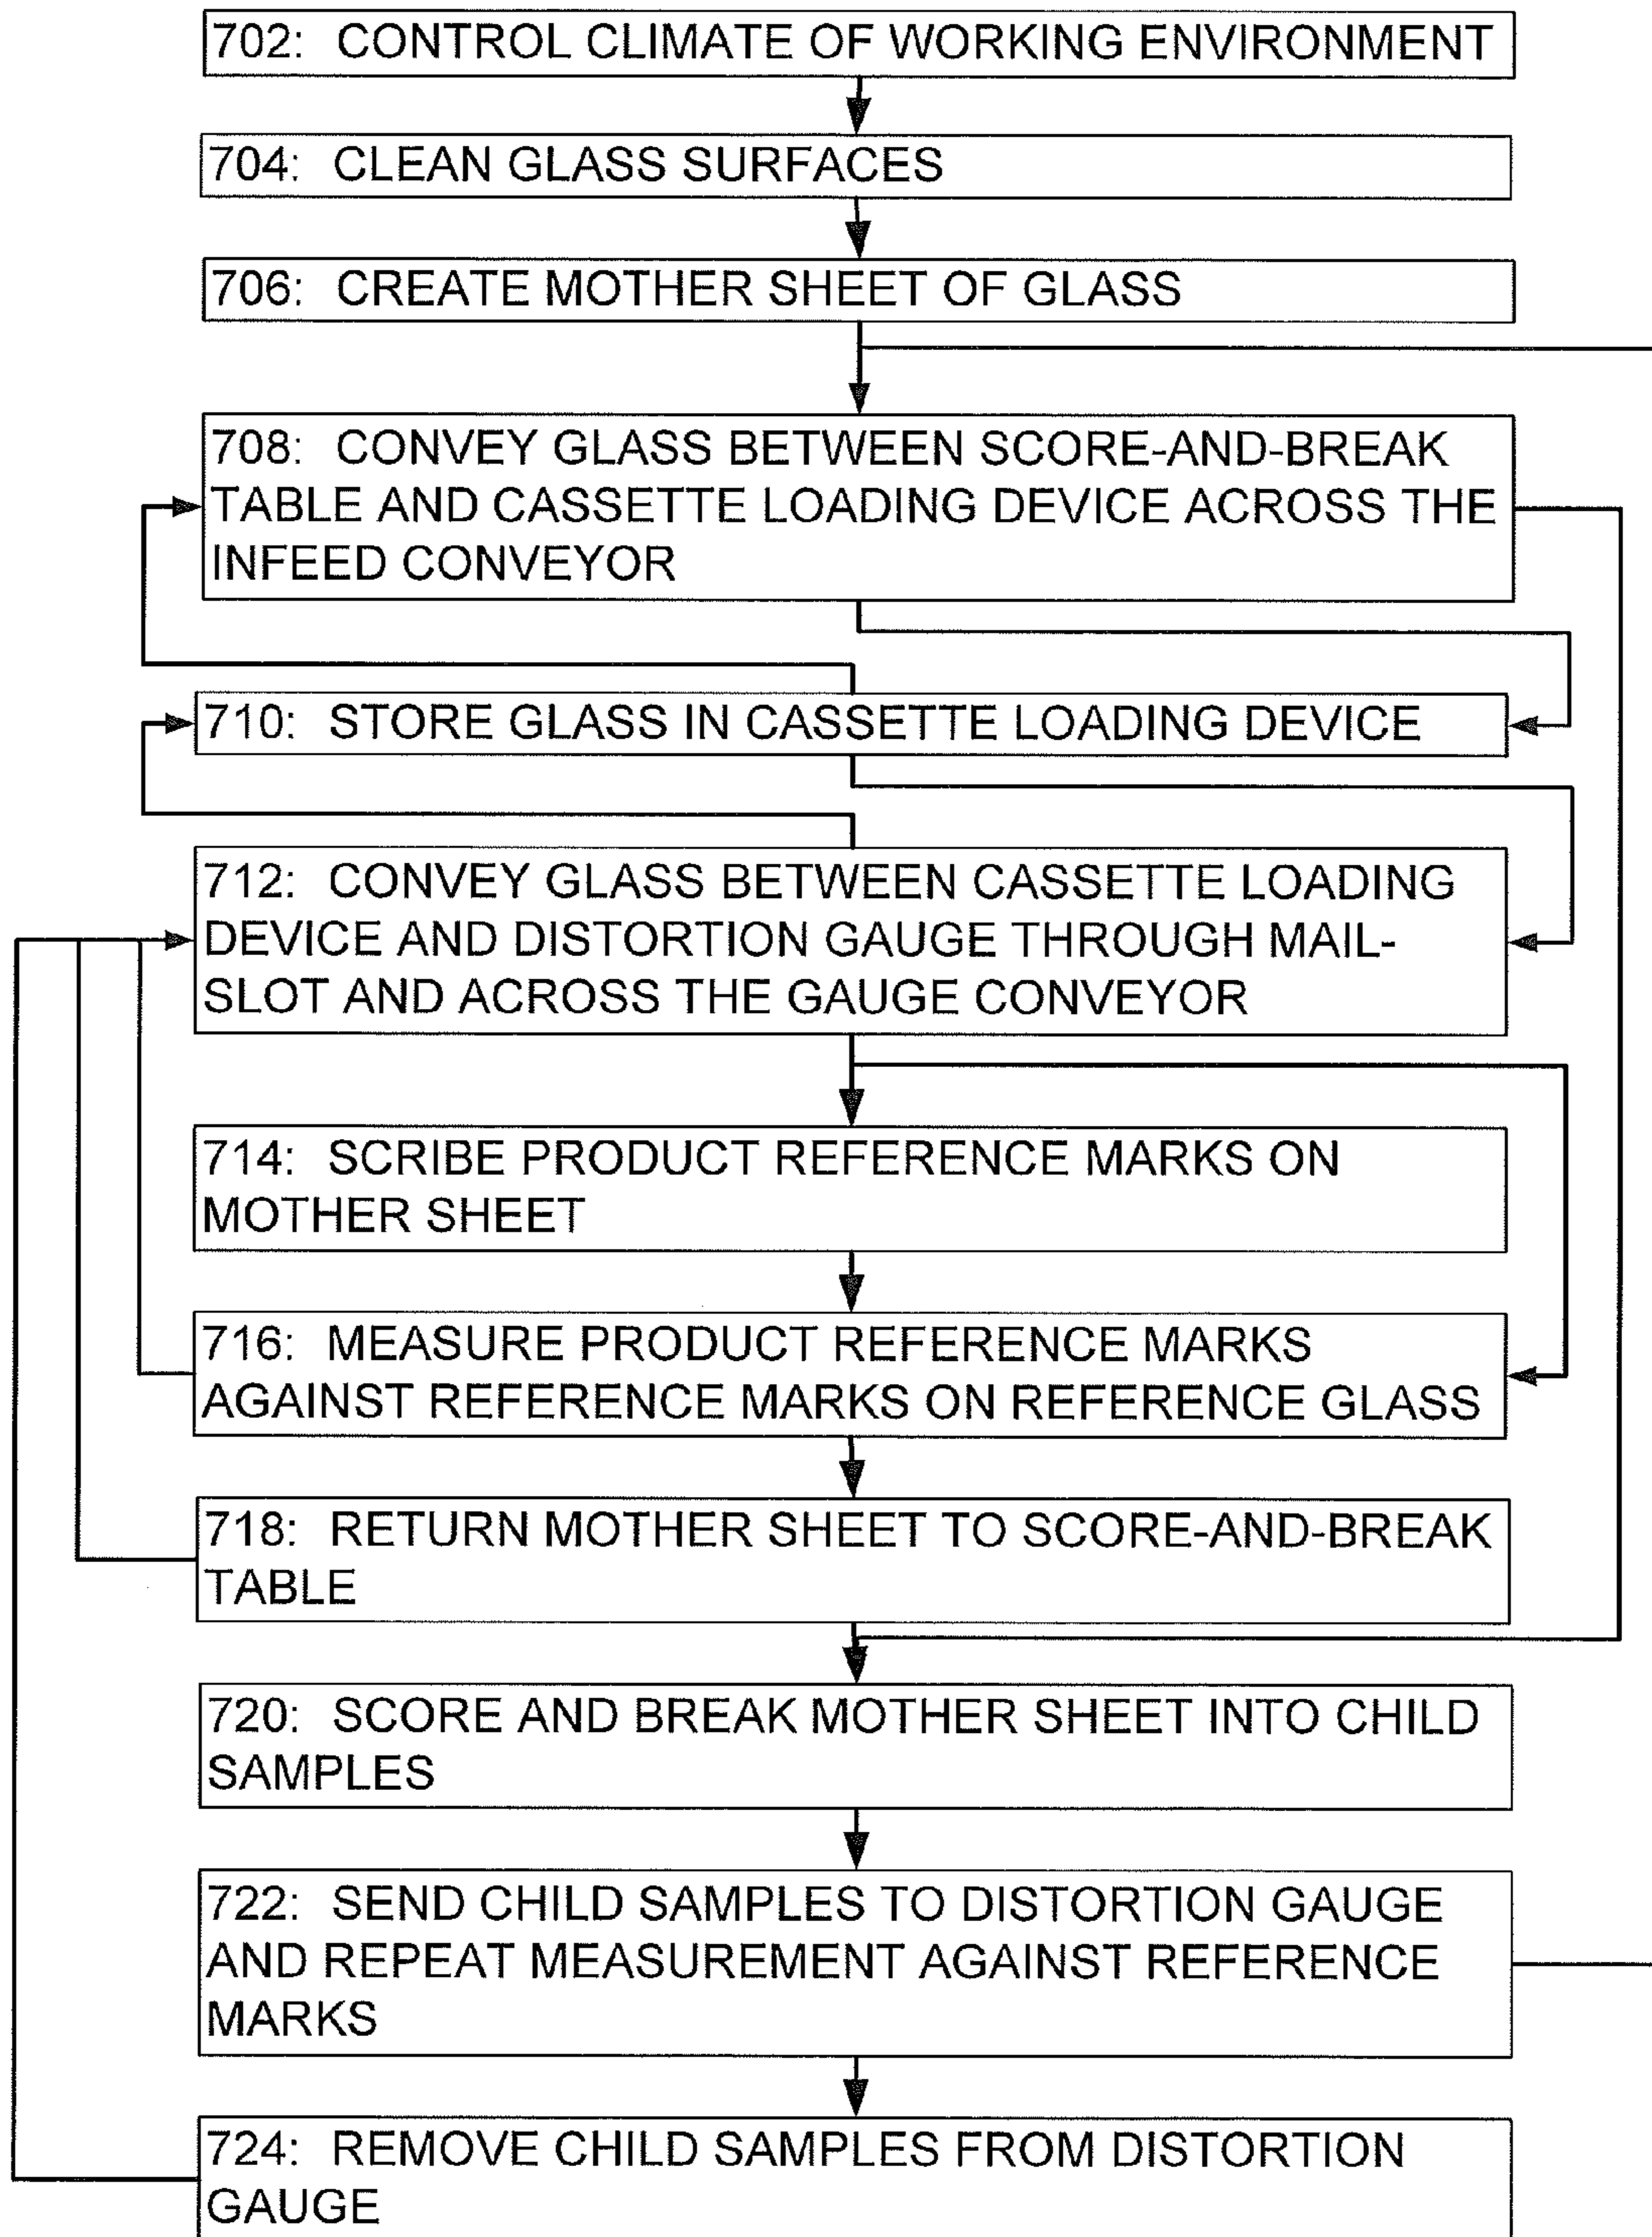 702: CONTROL CLIMATE OF WORKING ENVIRONMENT
704: CLEAN GLASS SURFACES
706: CREATE MOTHER SHEET OF GLASS
708: CONVEY GLASS BETWEEN SCORE-AND-BREAK
TABLE AND CASSETTE LOADING DEVICE ACROSS THE
INFEED CONVEYOR
710: STORE GLASS IN CASSETTE LOADING DEVICE
712: CONVEY GLASS BETWEEN CASSETTE LOADING
DEVICE AND DISTORTION GAUGE THROUGH MAIL-
SLOT AND ACROSS THE GAUGE CONVEYOR
714: SCRIBE PRODUCT REFERENCE MARKS ON
MOTHER SHEET
716: MEASURE PRODUCT REFERENCE MARKS
AGAINST REFERENCE MARKS ON REFERENCE GLASS
718: RETURN MOTHER SHEET TO SCORE-AND-BREAK
TABLE
720: SCORE AND BREAK MOTHER SHEET INTO CHILD
SAMPLES
722: SEND CHILD SAMPLES TO DISTORTION GAUGE
AND REPEAT MEASUREMENT AGAINST REFERENCE
MARKS
724: REMOVE CHILD SAMPLES FROM DISTORTION
GAUGE